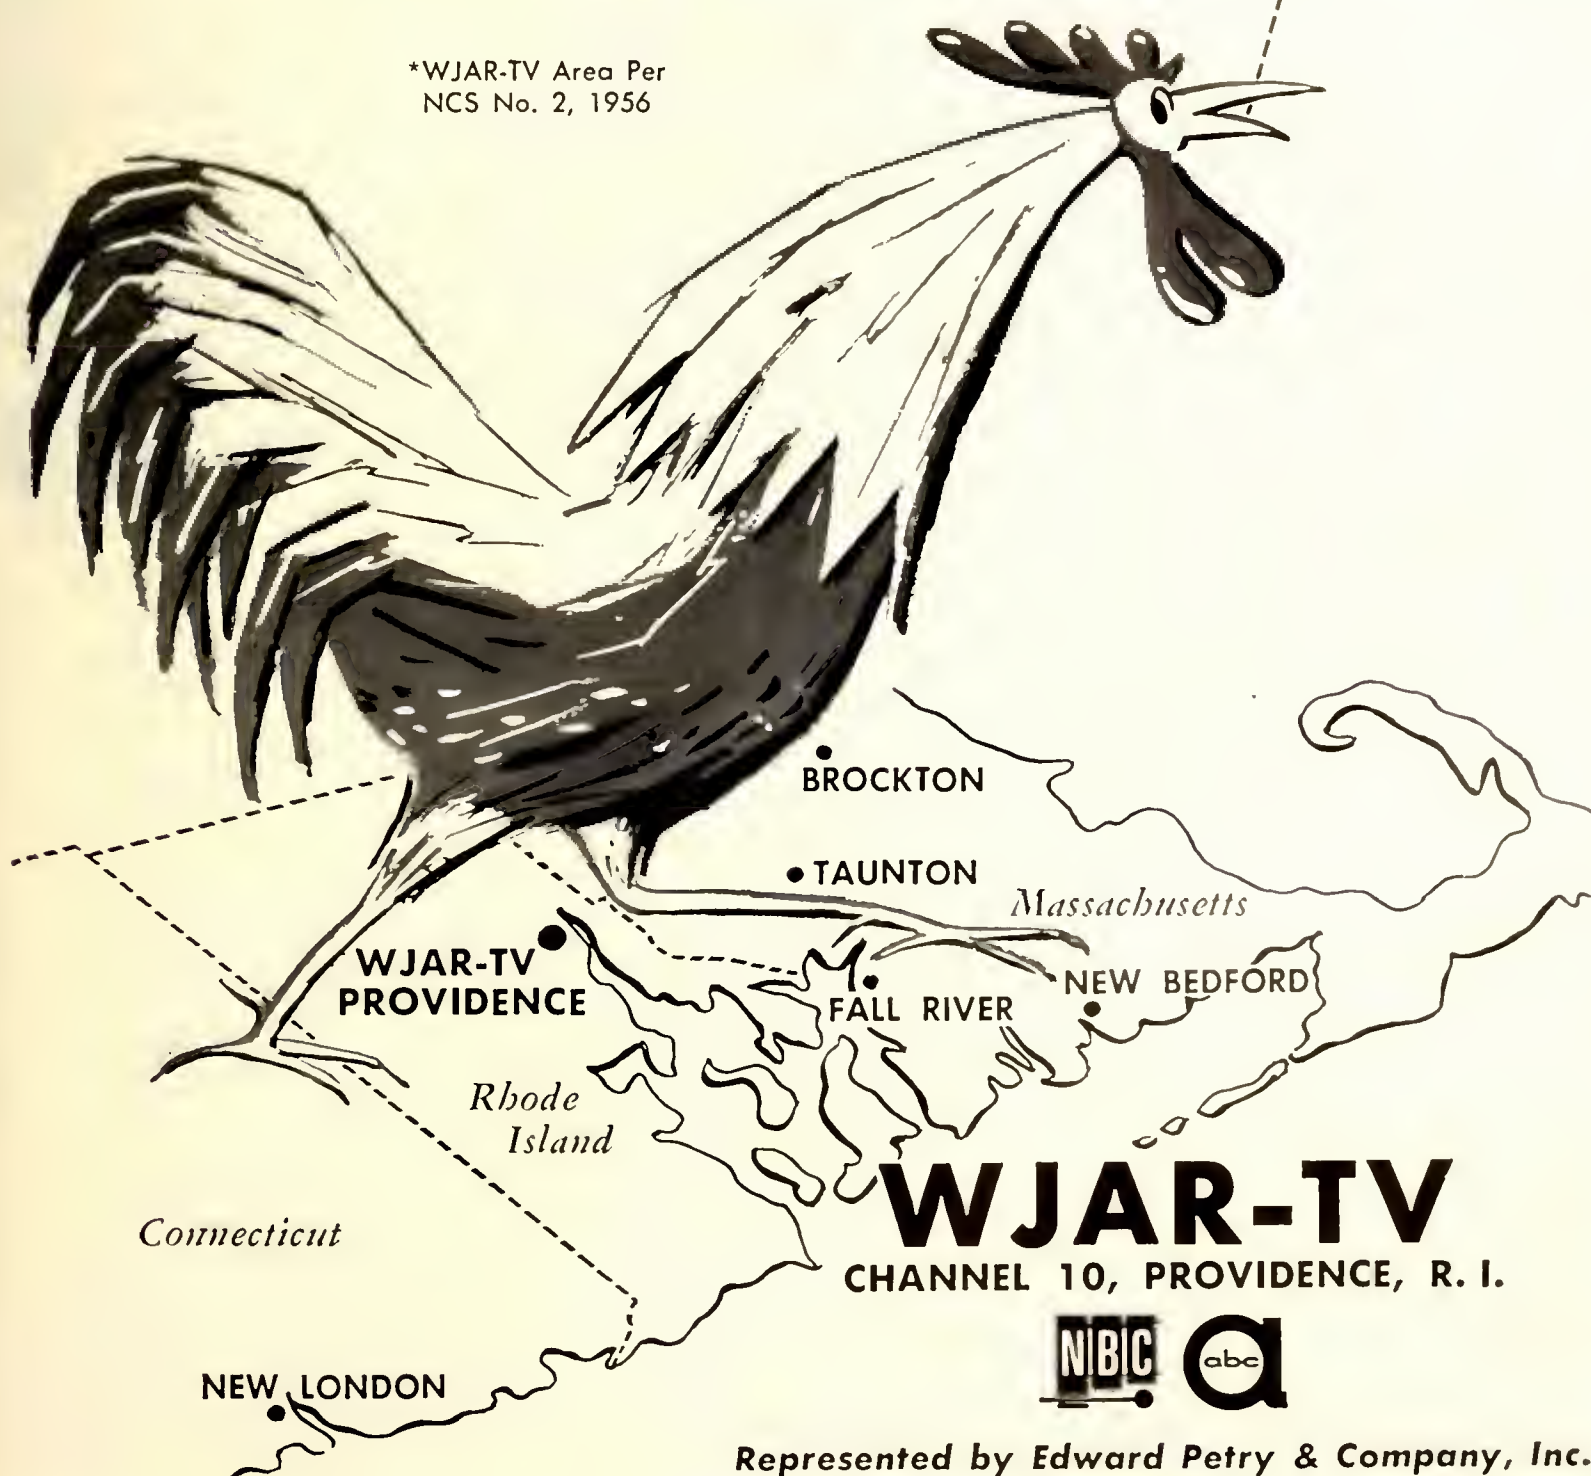 *WJAR-TV Area Per
NCS No. 2, 1956
BROCKTON
TAUNTON
Massachusetts
WJAR-TV
PROVIDENCE
NEW BEDFORD
FALL RIVER
Rhode
Island
Connecticut
WJAR-TV
CHANNEL 10, PROVIDENCE, R. I.
NBC
abc
NEW LONDON
Represented by Edward Petry & Company, Inc.